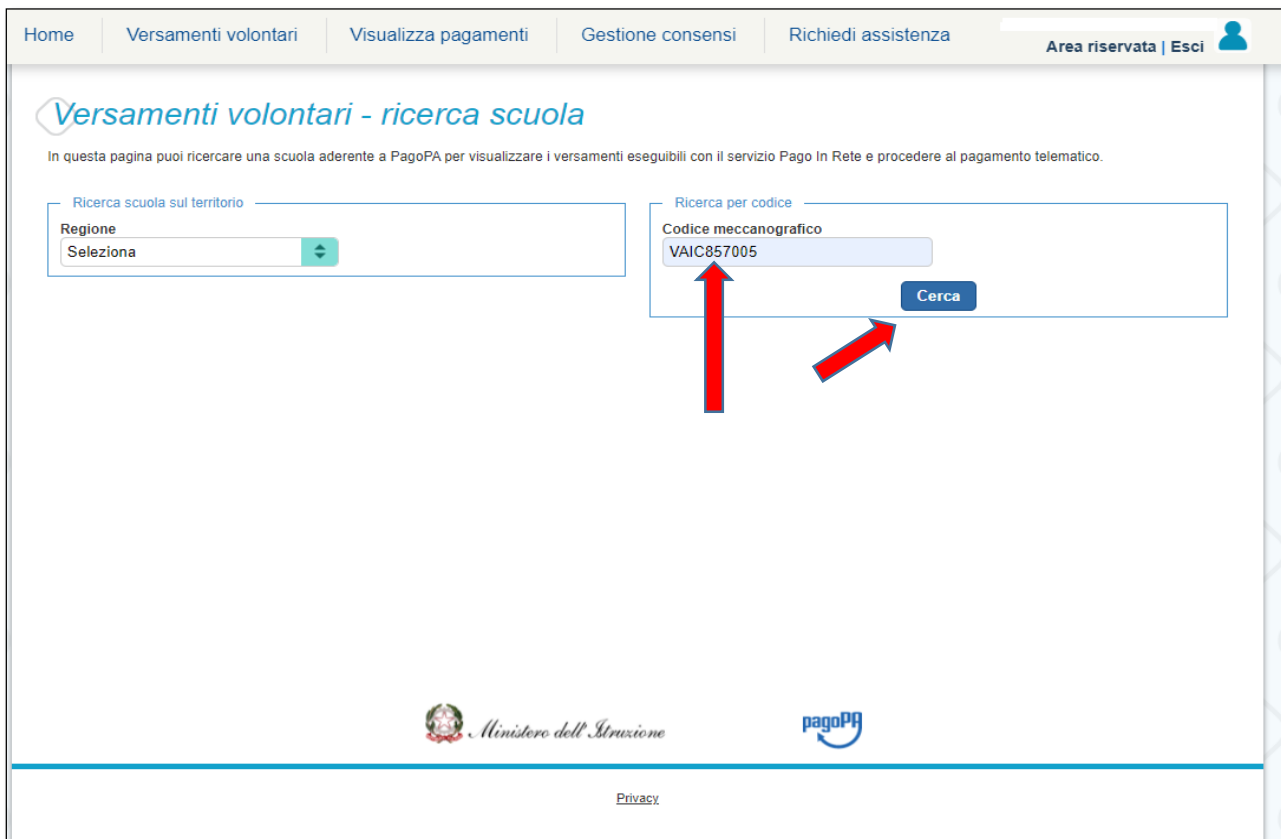 Home Versamenti volontari Visualizza pagamenti Gestione consensi Richiedi assistenza
Area riservata | Esci
Versamenti volontari - ricerca scuola
In questa pagina puoi ricercare una scuola aderente a PagoPA per visualizzare i versamenti eseguibili con il servizio Pago In Rete e procedere al pagamento telematico.
Ricerca scuola sul territorio
Regione
Seleziona
Ricerca per codice
Codice meccanografico
VAIC857005
Cerca
Ministero dell'Istruzione
pagoPA
Privacy